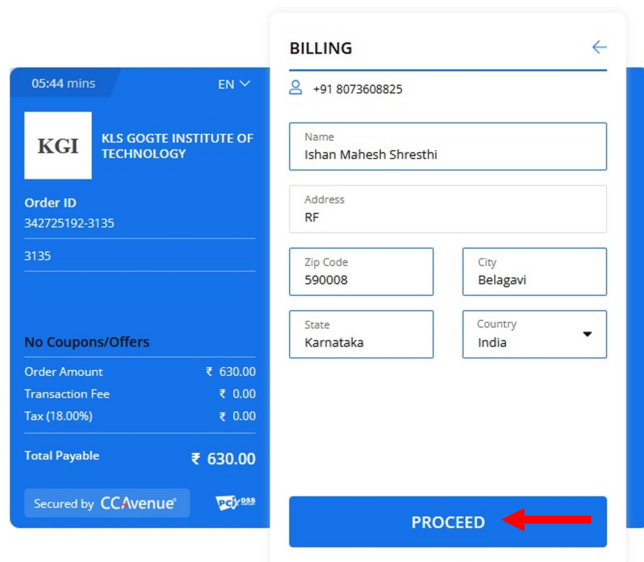 05:44 mins
EN
KGI
KLS GOGTE INSTITUTE OF
TECHNOLOGY
Order ID
342725192-3135
3135
No Coupons/Offers
Order Amount ₹ 630.00
Transaction Fee ₹ 0.00
Tax (18.00%) ₹ 0.00
Total Payable ₹ 630.00
Secured by CCAvenue
PCI DSS
BILLING
+91 8073608825
Name
Ishan Mahesh Shresthi
Address
RF
Zip Code
590008
City
Belagavi
State
Karnataka
Country
India
PROCEED